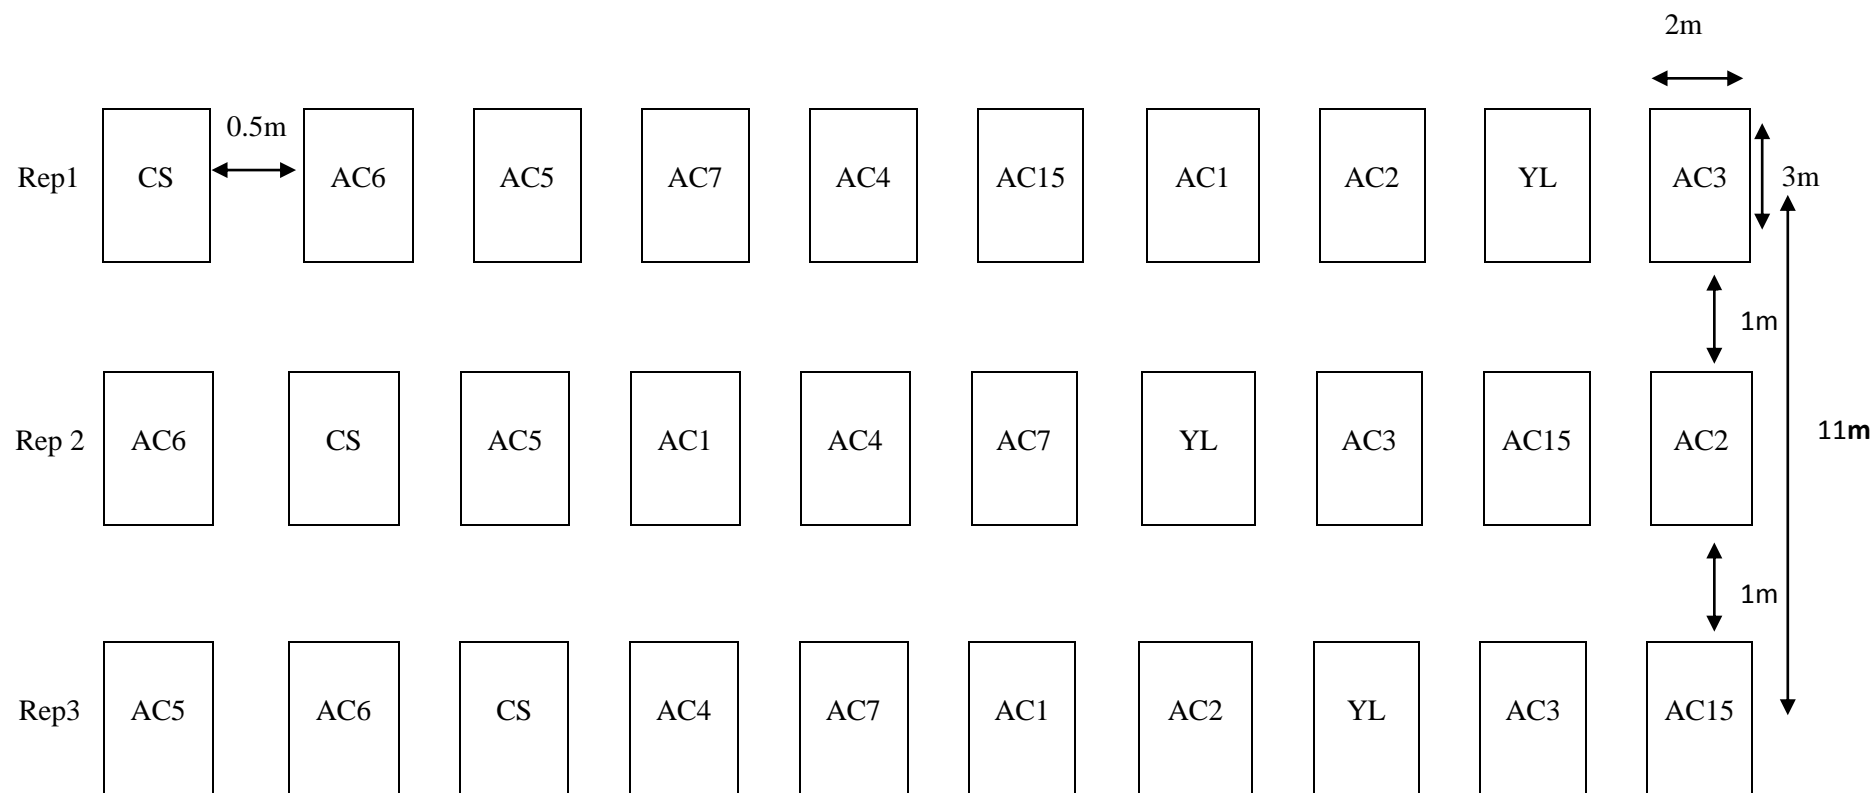 2m
0.5m
Rep1 CS AC6 AC5 AC7 AC4 AC15 AC1 AC2 YL AC3 3m
1m
Rep 2 AC6 CS AC5 AC1 AC4 AC7 YL AC3 AC15 AC2 11m
1m
Rep3 AC5 AC6 CS AC4 AC7 AC1 AC2 YL AC3 AC15